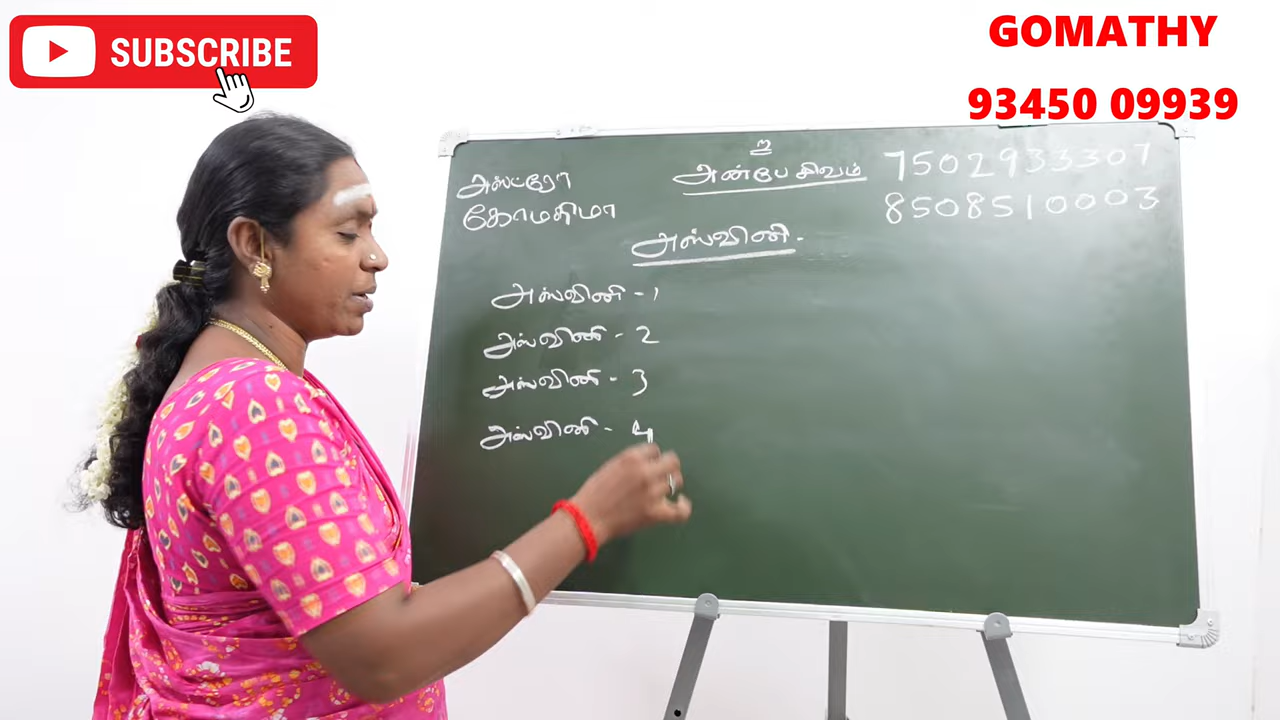 SUBSCRIBE
GOMATHY
93450 09939
உ
அஸ்ட்ரோ
கோமதிமா
அன்பே சிவம்
7502933307
8508510003
அஸ்வினி -
அஸ்வினி - 1
அஸ்வினி - 2
அஸ்வினி - 3
அஸ்வினி - 4